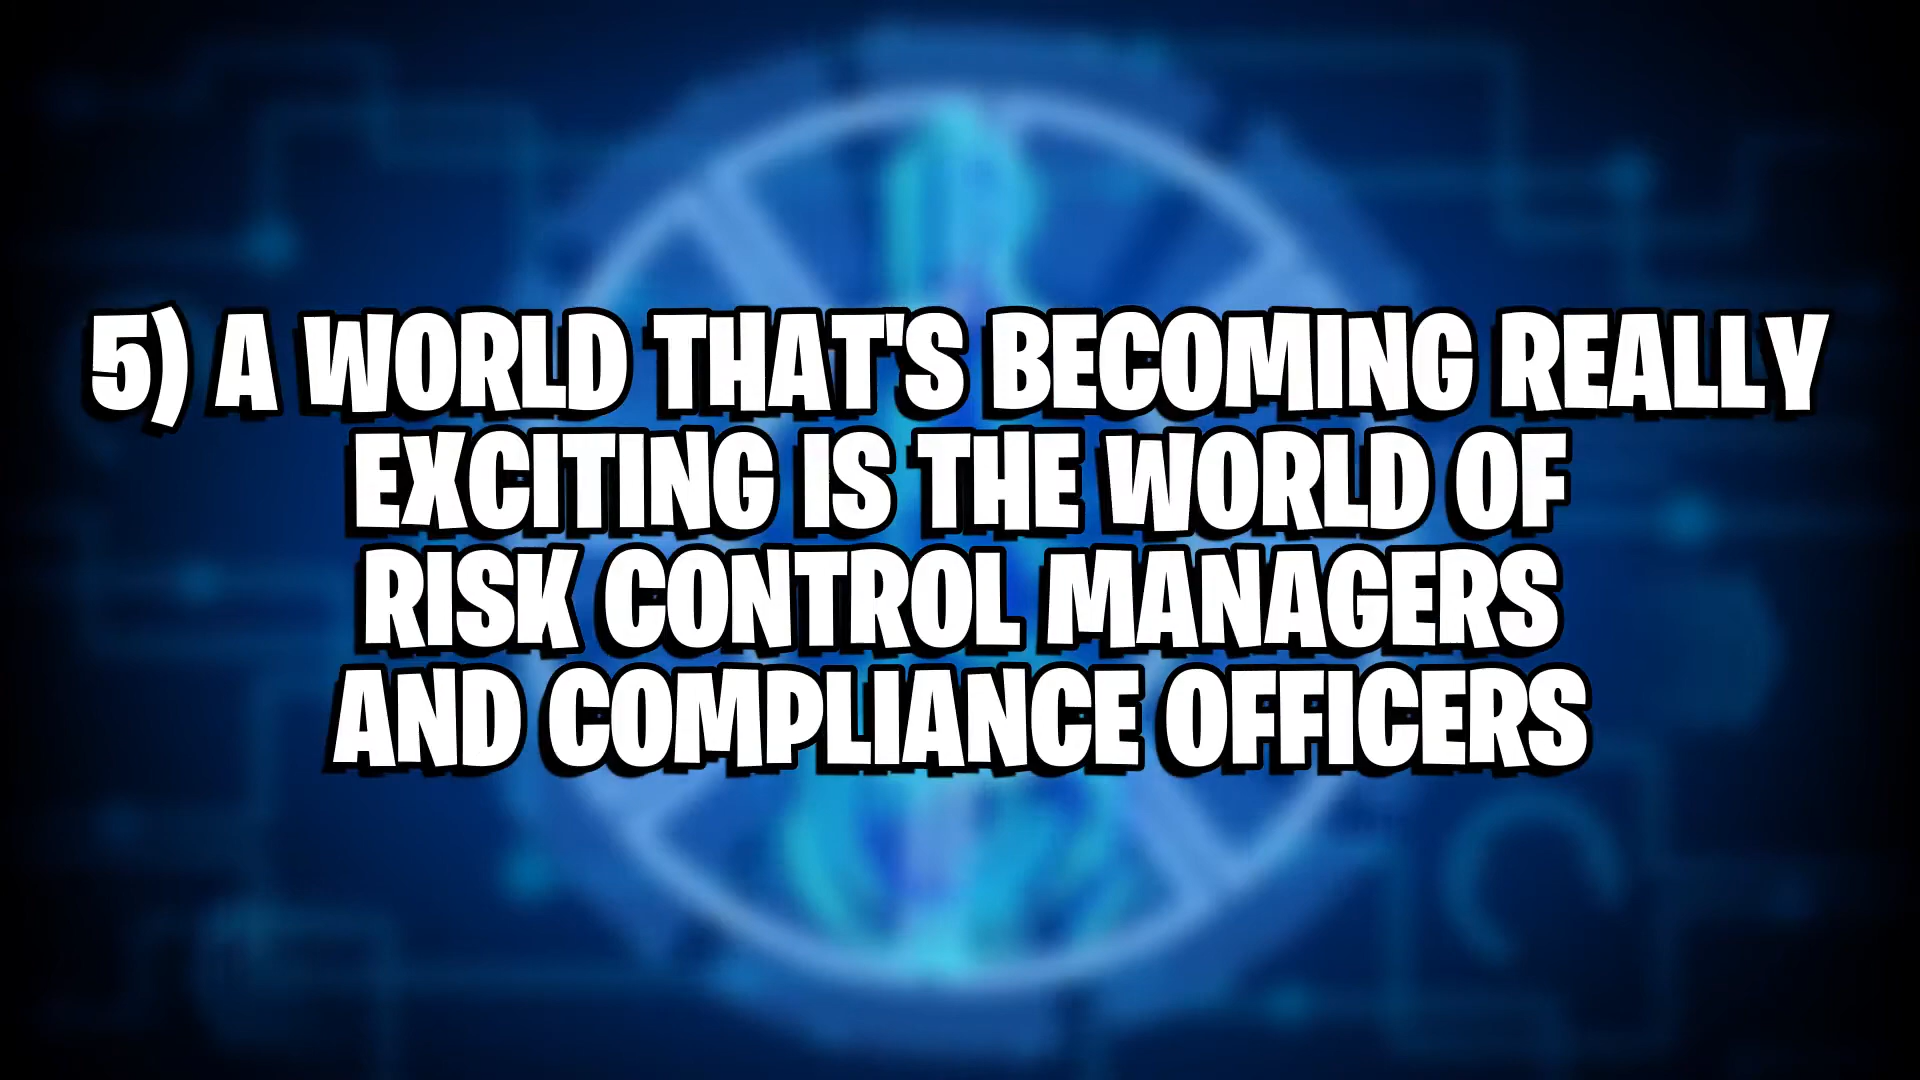 5) A WORLD THAT'S BECOMING REALLY
EXCITING IS THE WORLD OF
RISK CONTROL MANAGERS
AND COMPLIANCE OFFICERS